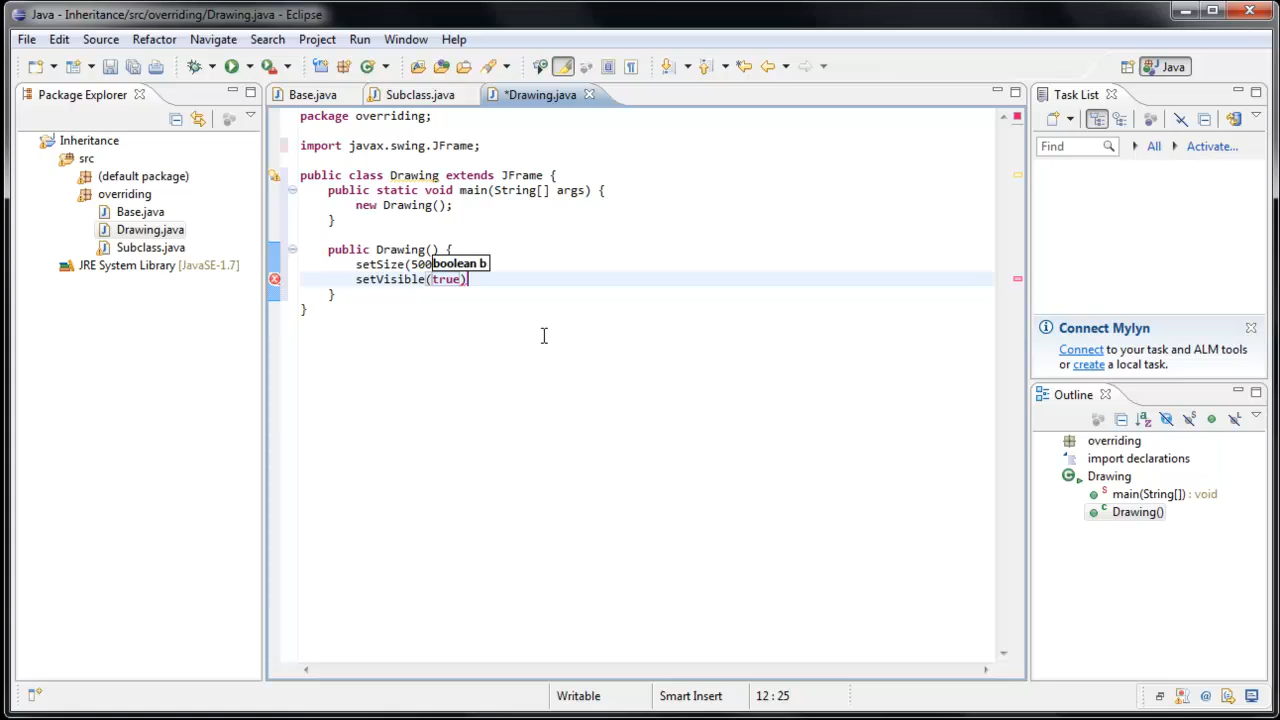 Java - Inheritance/src/overriding/Drawing.java - Eclipse
File Edit Source Refactor Navigate Search Project Run Window Help
Java
Package Explorer
Inheritance
src
(default package)
overriding
Base.java
Drawing.java
Subclass.java
JRE System Library [JavaSE-1.7]
Base.java Subclass.java *Drawing.java
package overriding;
import javax.swing.JFrame;
public class Drawing extends JFrame {
public static void main(String[] args) {
new Drawing();
}
public Drawing() {
setSize(500
boolean b
setVisible(true)
}
}
Task List
Find All Activate...
Connect Mylyn
Connect to your task and ALM tools
or create a local task.
Outline
overriding
import declarations
Drawing
main(String[]) : void
Drawing()
Writable Smart Insert 12 : 25